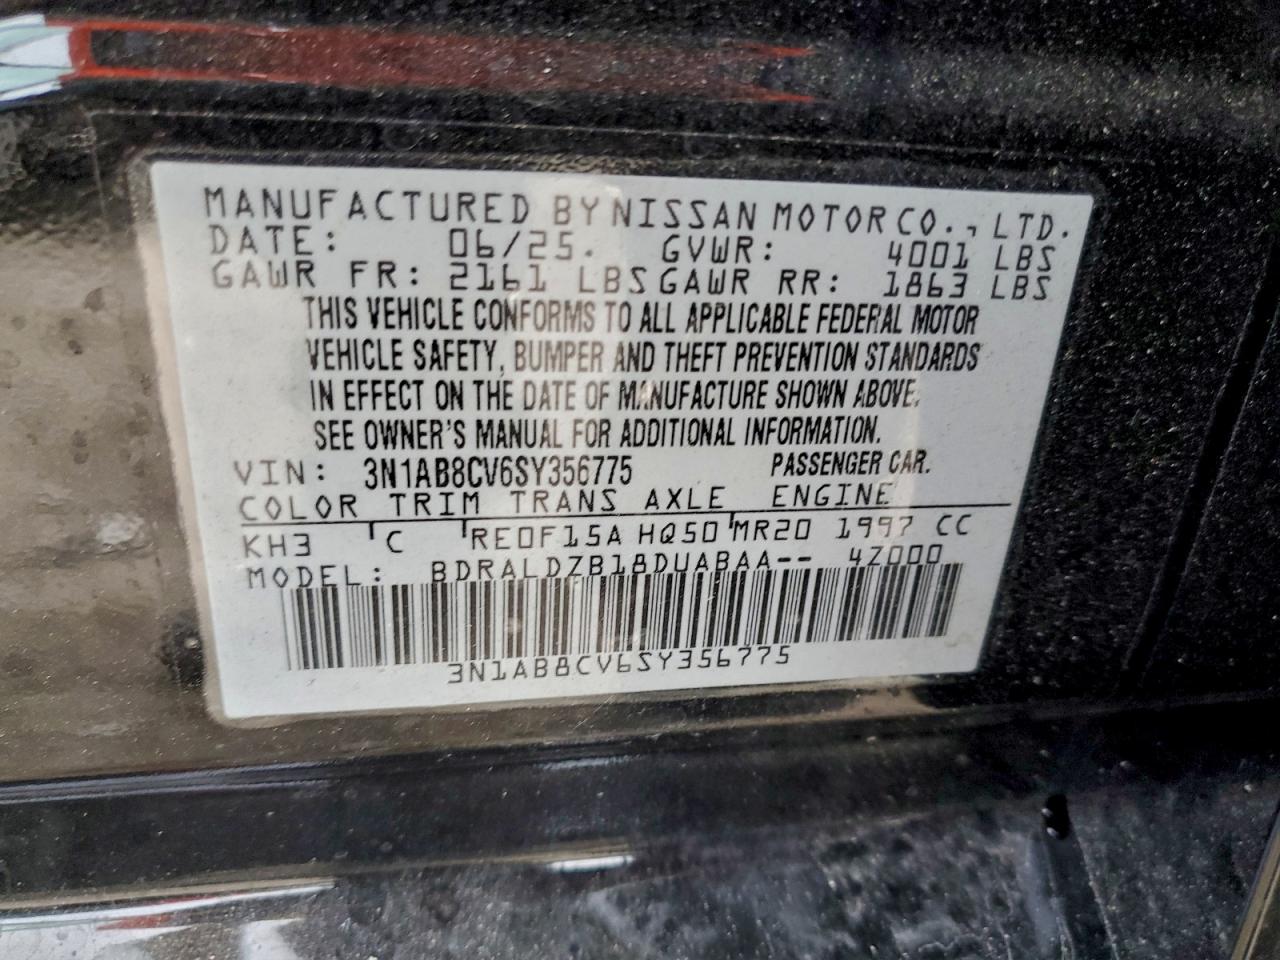 MANUFACTURED BY NISSAN MOTOR CO., LTD.
DATE: 06/25. GVWR: 4001 LBS
GAWR FR: 2161 LBS GAWR RR: 1863 LBS
THIS VEHICLE CONFORMS TO ALL APPLICABLE FEDERAL MOTOR
VEHICLE SAFETY, BUMPER AND THEFT PREVENTION STANDARDS
IN EFFECT ON THE DATE OF MANUFACTURE SHOWN ABOVE.
SEE OWNER'S MANUAL FOR ADDITIONAL INFORMATION.
VIN: 3N1AB8CV6SY356775 PASSENGER CAR.
COLOR TRIM TRANS AXLE ENGINE
KH3 C RE0F15A HQ50 MR20 1997 CC
MODEL: BDRALDZB18DUABAA-- 4Z000
3N1AB8CV6SY356775